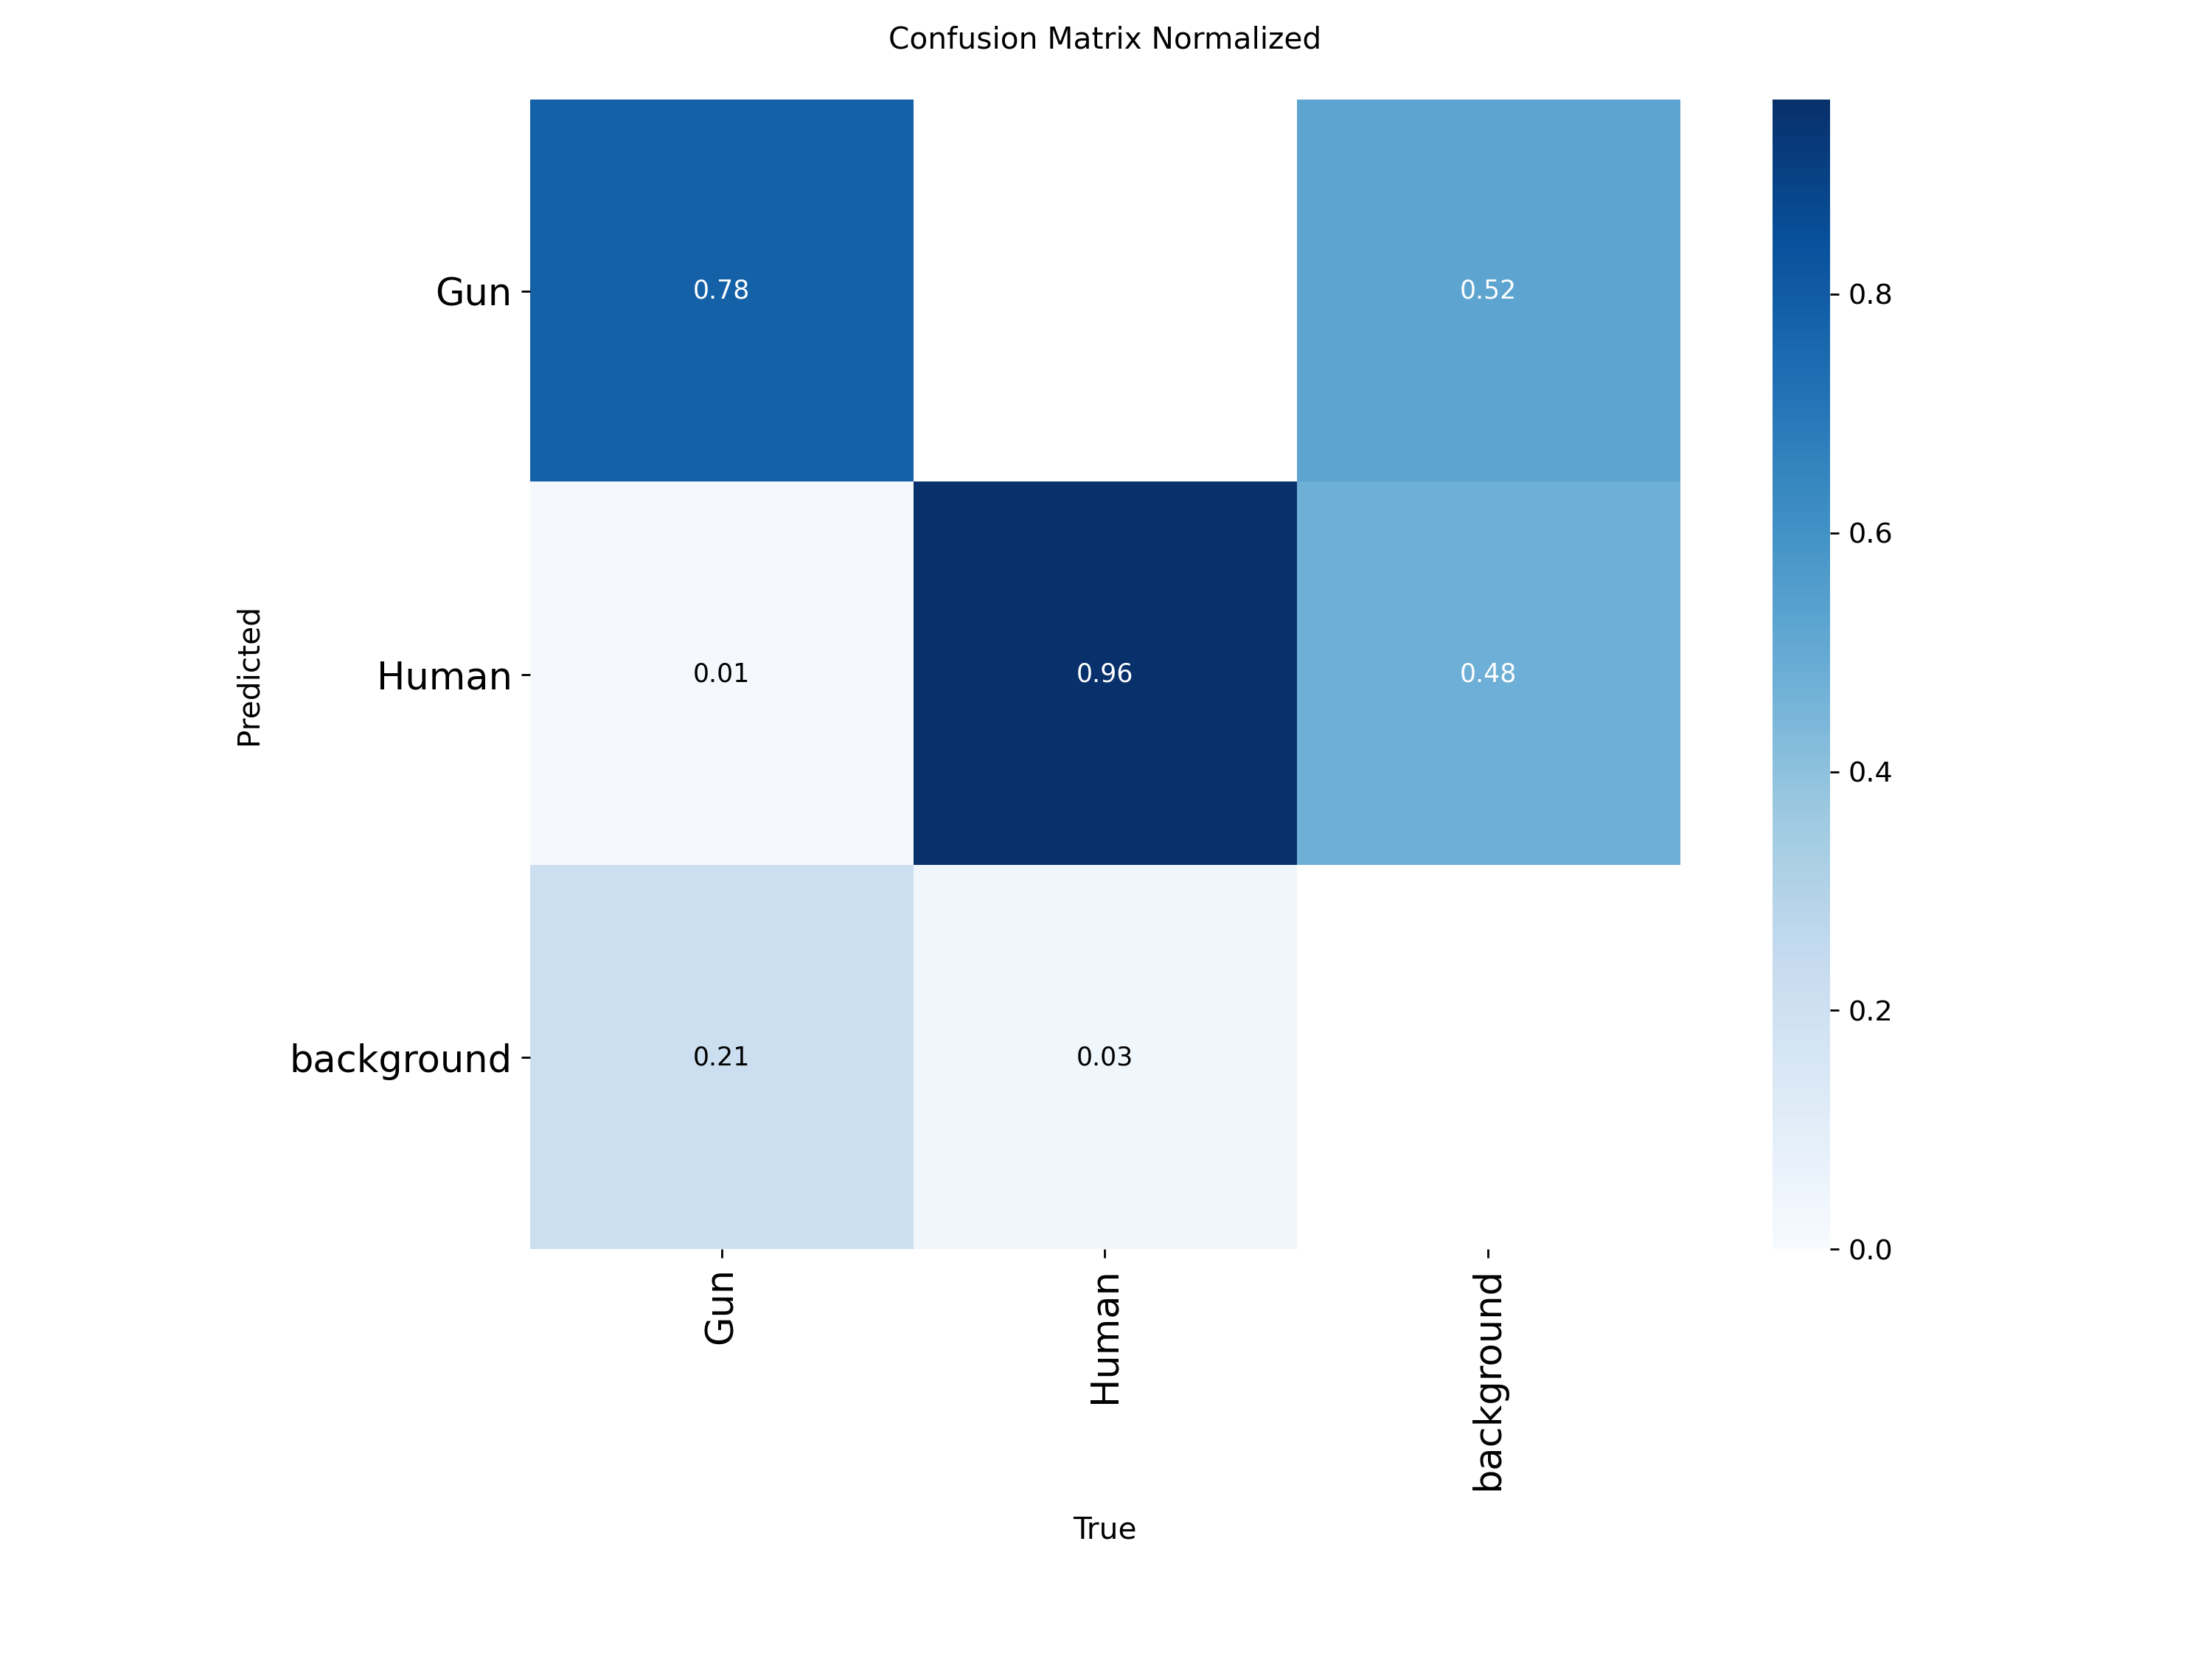 Confusion Matrix Normalized
Gun
0.78
0.52
0.8
0.6
Predicted
Human
0.01
0.96
0.48
0.4
0.2
background
0.21
0.03
0.0
Gun
Human
background
True